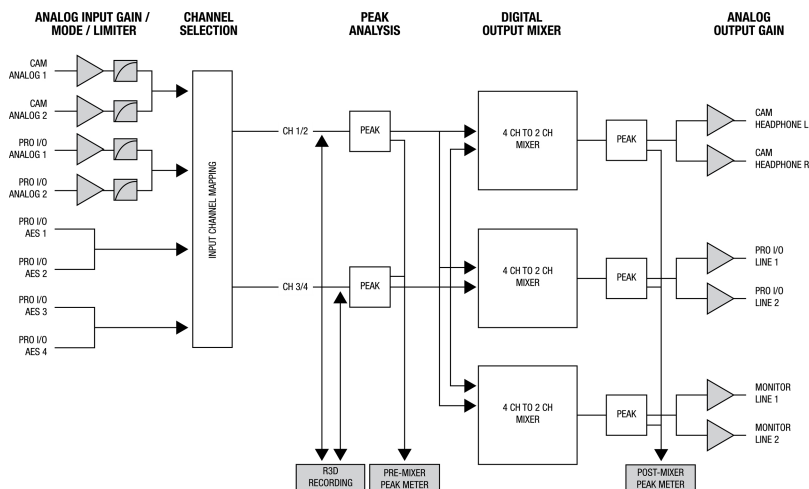 ANALOG INPUT GAIN /
MODE / LIMITER
CHANNEL
SELECTION
PEAK
ANALYSIS
DIGITAL
OUTPUT MIXER
ANALOG
OUTPUT GAIN
CAM
ANALOG 1
CAM
ANALOG 2
PRO I/O
ANALOG 1
PRO I/O
ANALOG 2
PRO I/O
AES 1
PRO I/O
AES 2
PRO I/O
AES 3
PRO I/O
AES 4
INPUT CHANNEL MAPPING
CH 1/2
CH 3/4
PEAK
PEAK
R3D
RECORDING
PRE-MIXER
PEAK METER
4 CH TO 2 CH
MIXER
4 CH TO 2 CH
MIXER
4 CH TO 2 CH
MIXER
PEAK
PEAK
PEAK
POST-MIXER
PEAK METER
CAM
HEADPHONE L
CAM
HEADPHONE R
PRO I/O
LINE 1
PRO I/O
LINE 2
MONITOR
LINE 1
MONITOR
LINE 2